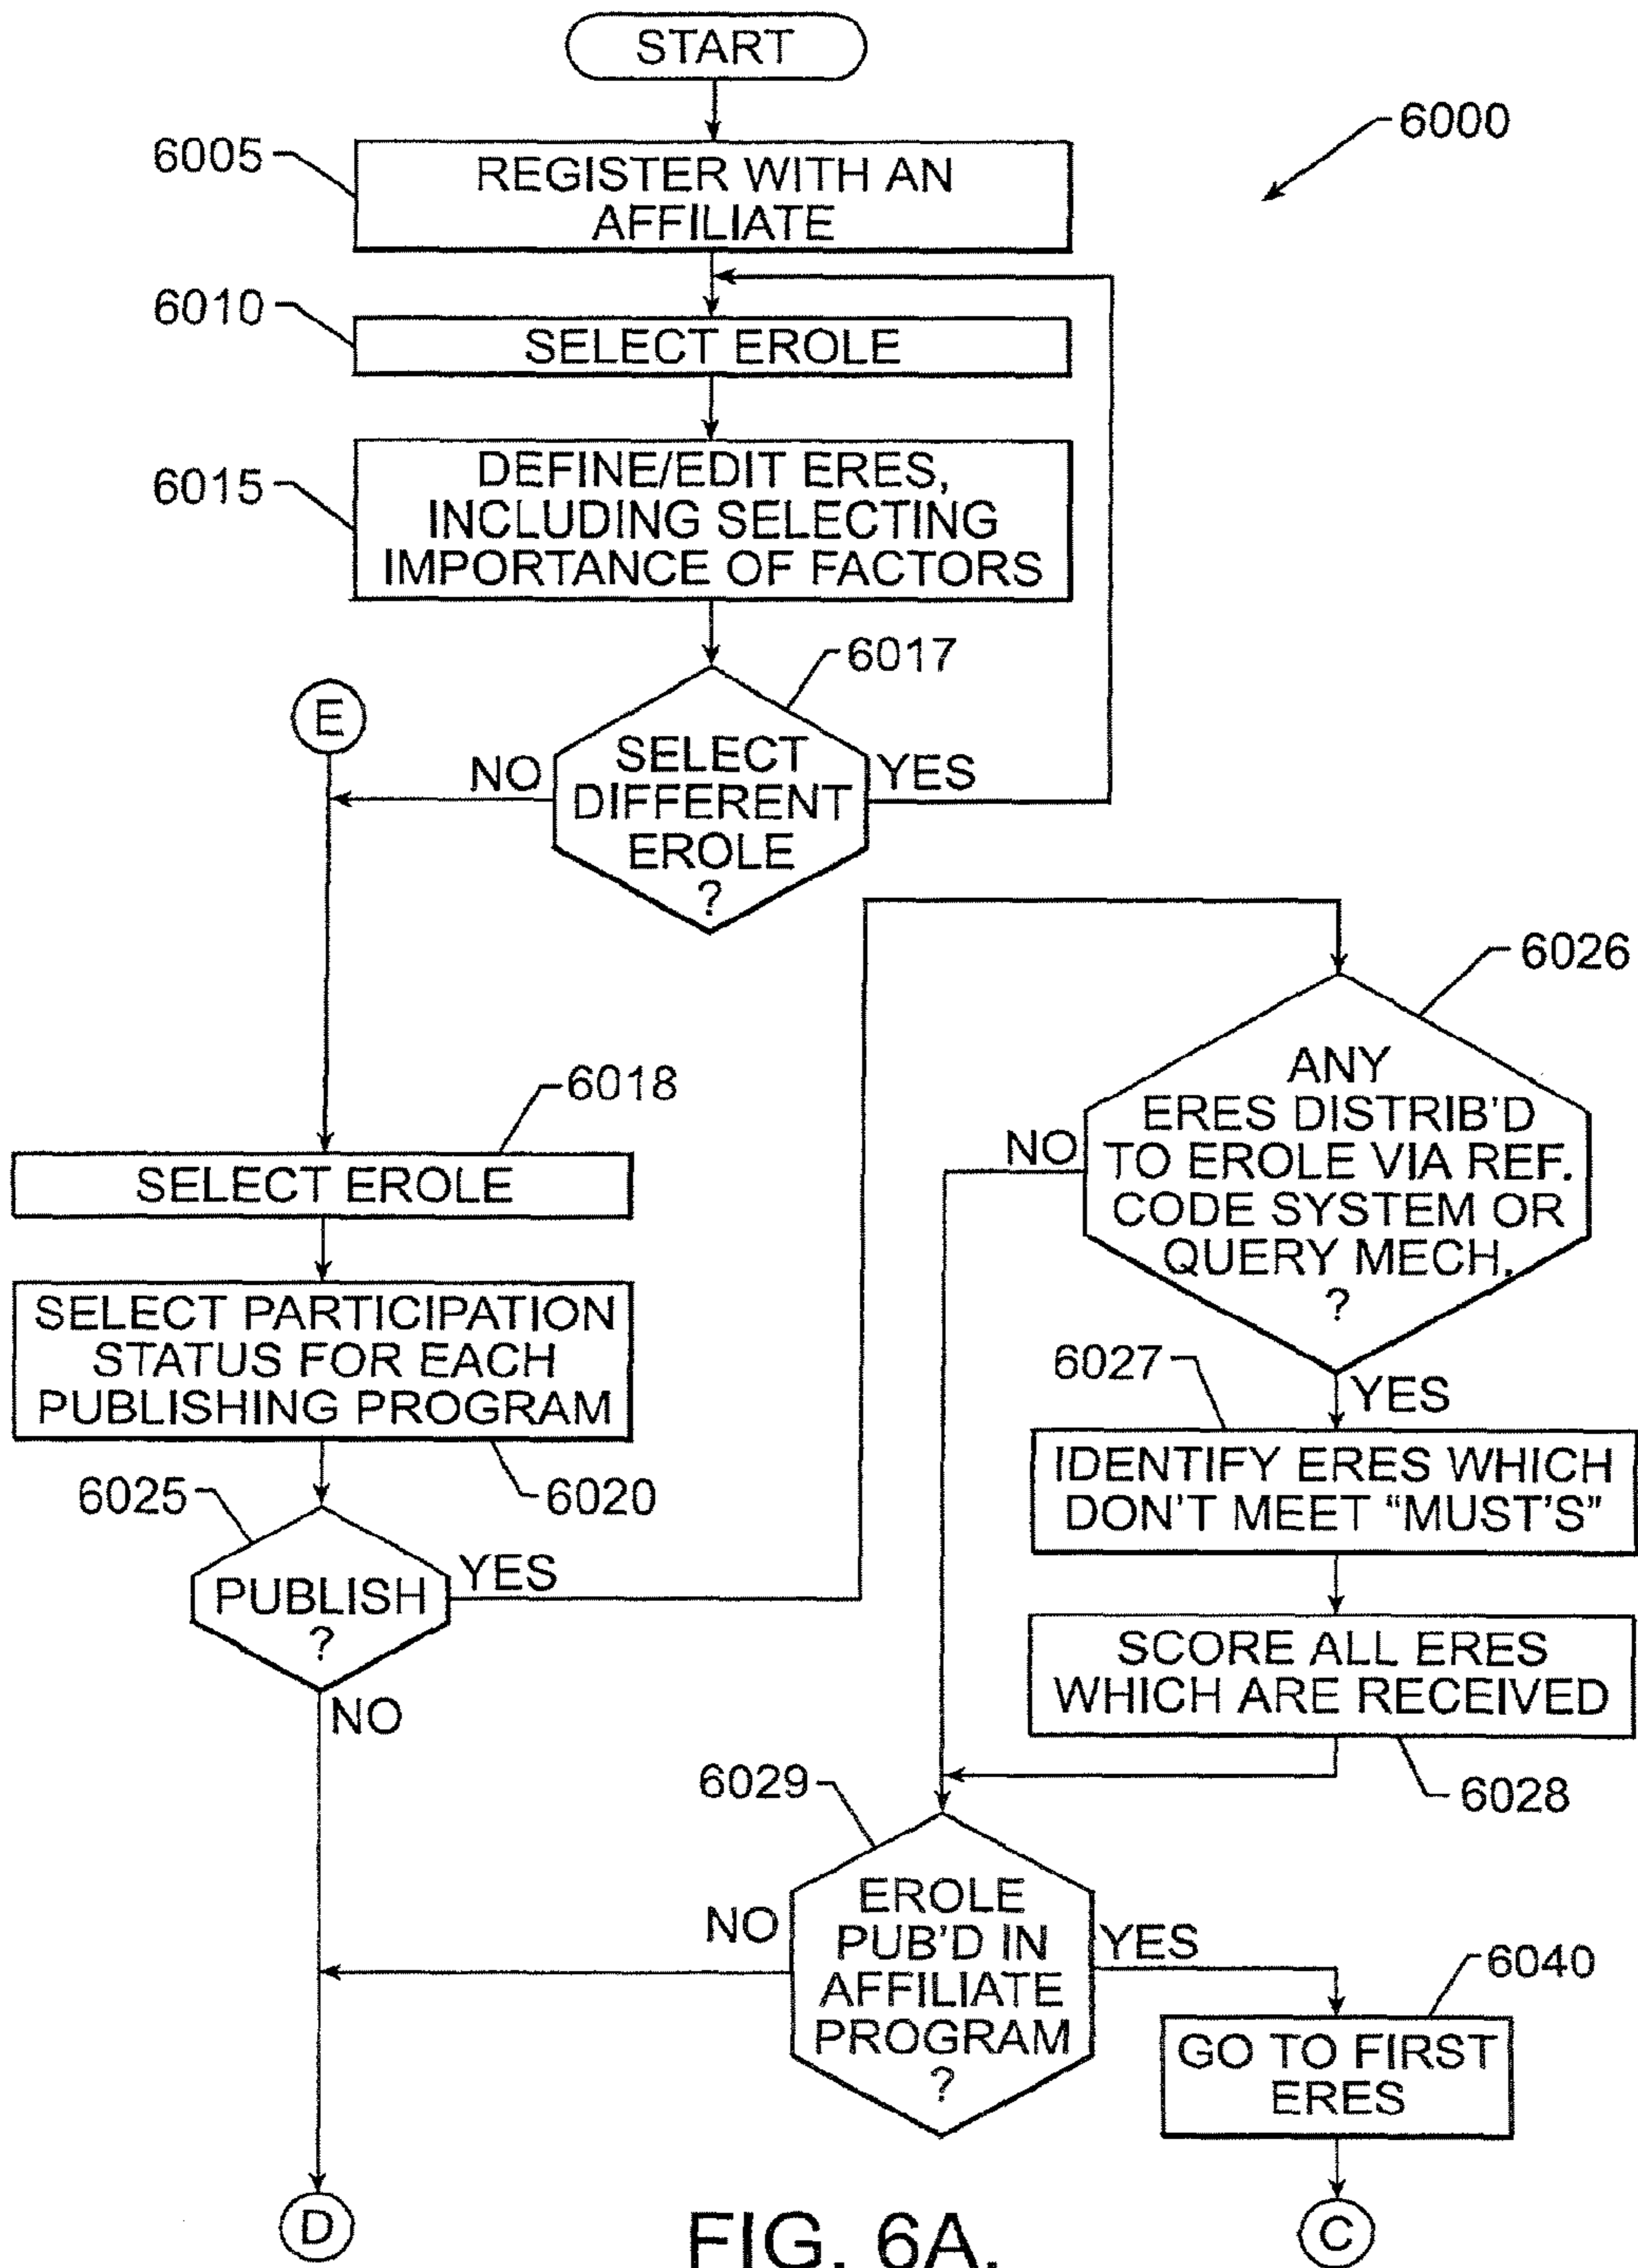 START
6000
6005
REGISTER WITH AN
AFFILIATE
6010
SELECT EROLE
6015
DEFINE/EDIT ERES,
INCLUDING SELECTING
IMPORTANCE OF FACTORS
6017
E
NO
SELECT
DIFFERENT
EROLE
?
YES
6026
ANY
ERES DISTRIB'D
TO EROLE VIA REF.
CODE SYSTEM OR
QUERY MECH.
?
NO
YES
6018
SELECT EROLE
SELECT PARTICIPATION
STATUS FOR EACH
PUBLISHING PROGRAM
6020
6025
PUBLISH
?
YES
NO
6027
IDENTIFY ERES WHICH
DON'T MEET “MUST'S”
SCORE ALL ERES
WHICH ARE RECEIVED
6028
6029
EROLE
PUB'D IN
AFFILIATE
PROGRAM
?
NO
YES
6040
GO TO FIRST
ERES
D
C
FIG. 6A.